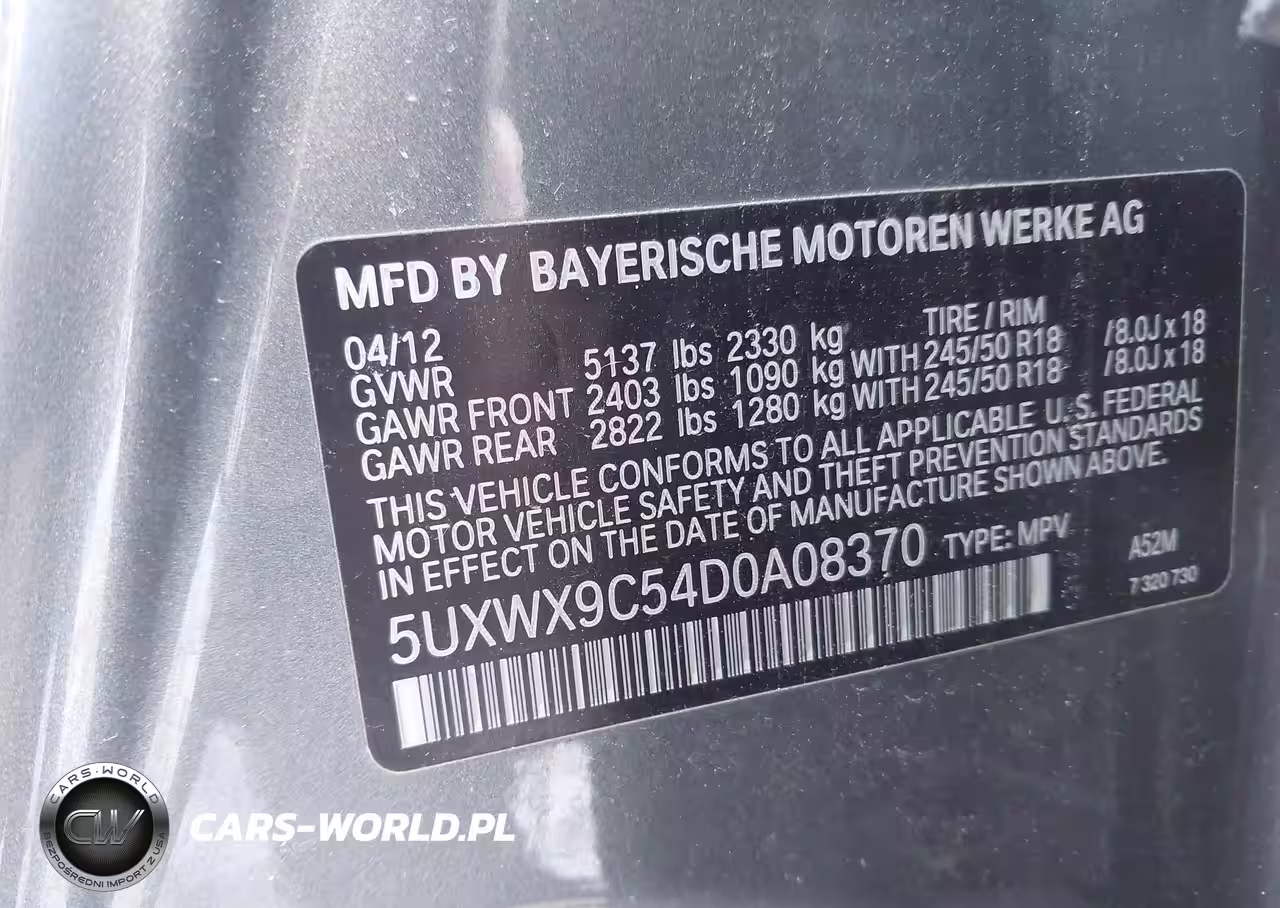 MFD BY BAYERISCHE MOTOREN WERKE AG
04/12 TIRE / RIM
GVWR 5137 lbs 2330 kg
GAWR FRONT 2403 lbs 1090 kg WITH 245/50 R18 /8.0J x 18
GAWR REAR 2822 lbs 1280 kg WITH 245/50 R18 /8.0J x 18
THIS VEHICLE CONFORMS TO ALL APPLICABLE U.S. FEDERAL
MOTOR VEHICLE SAFETY AND THEFT PREVENTION STANDARDS
IN EFFECT ON THE DATE OF MANUFACTURE SHOWN ABOVE.
5UXWX9C54D0A08370 TYPE: MPV A52M
7 320 730
CARS-WORLD
CW
BEZPOŚREDNI IMPORT Z USA
CARS-WORLD.PL